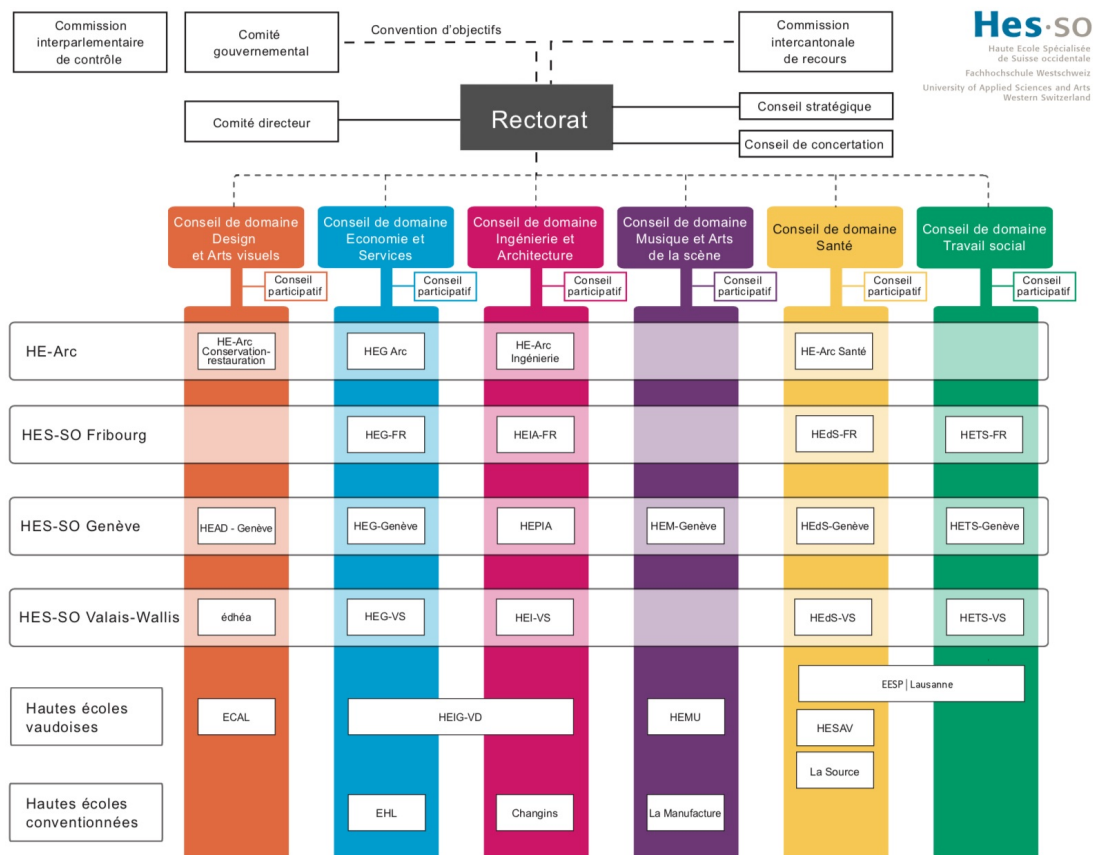 Commission
interparlementaire
de contrôle
Comité
gouvernemental
Convention d'objectifs
Commission
intercantonale
de recours
Hes·so
Haute Ecole Spécialisée
de Suisse occidentale
Fachhochschule Westschweiz
University of Applied Sciences and Arts
Western Switzerland
Comité directeur
Rectorat
Conseil stratégique
Conseil de concertation
Conseil de domaine
Design
et Arts visuels
Conseil de domaine
Economie et
Services
Conseil de domaine
Ingénierie et
Architecture
Conseil de domaine
Musique et Arts
de la scène
Conseil de domaine
Santé
Conseil de domaine
Travail social
Conseil
participatif
Conseil
participatif
Conseil
participatif
Conseil
participatif
Conseil
participatif
Conseil
participatif
HE-Arc
HE-Arc
Conservation-
restauration
HEG Arc
HE-Arc
Ingénierie
HE-Arc Santé
HES-SO Fribourg
HEG-FR
HEIA-FR
HEdS-FR
HETS-FR
HES-SO Genève
HEAD - Genève
HEG-Genève
HEPIA
HEM-Genève
HEdS-Genève
HETS-Genève
HES-SO Valais-Wallis
édhéa
HEG-VS
HEI-VS
HEdS-VS
HETS-VS
Hautes écoles
vaudoises
EESP | Lausanne
ECAL
HEIG-VD
HEMU
HESAV
La Source
Hautes écoles
conventionnées
EHL
Changins
La Manufacture